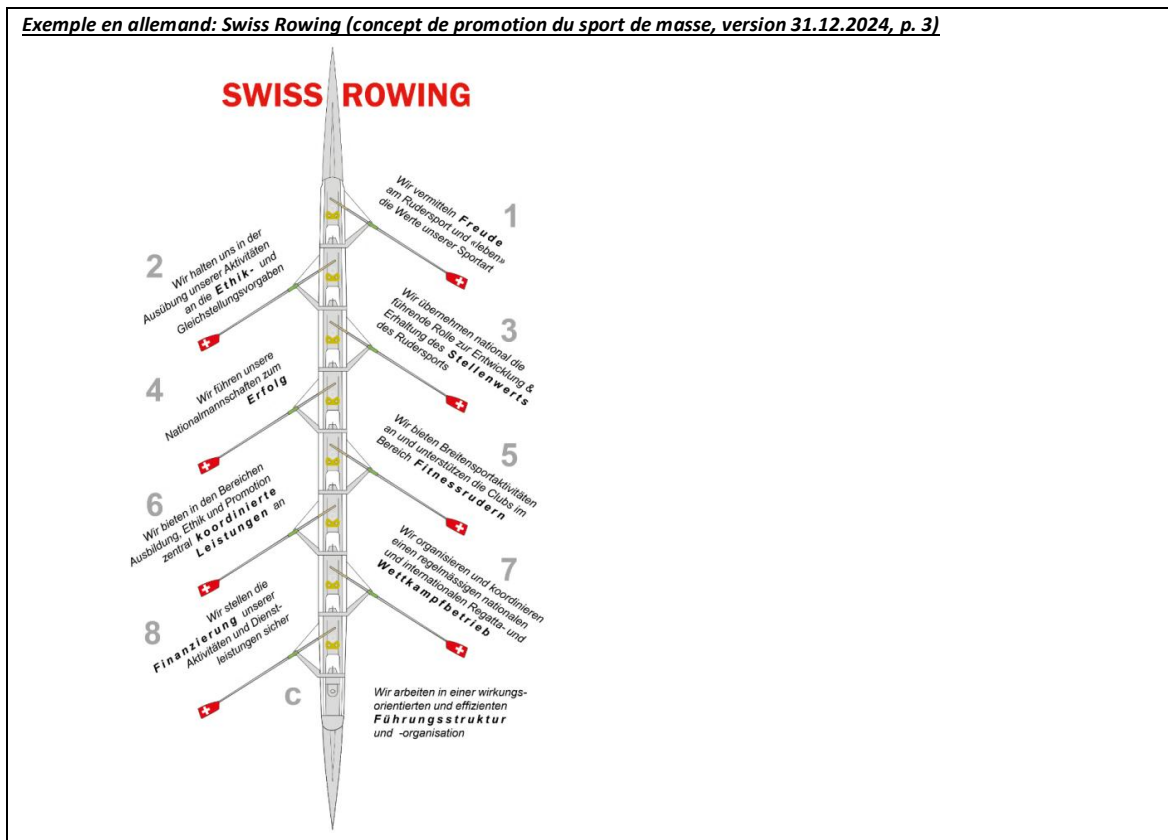 Exemple en allemand: Swiss Rowing (concept de promotion du sport de masse, version 31.12.2024, p. 3)
SWISS ROWING
1
Wir vermitteln Freude
am Rudersport und «leben»
die Werte unserer Sportart
2
Wir halten uns in der
Ausübung unserer Aktivitäten
an die Ethik- und
Gleichstellungsvorgaben
3
Wir übernehmen national die
führende Rolle zur Entwicklung &
Erhaltung des Stellenwerts
des Rudersports
4
Wir führen unsere
Nationalmannschaften zum
Erfolg
5
Wir bieten Breitensportaktivitäten
an und unterstützen die Clubs im
Bereich Fitnessrudern
6
Wir bieten in den Bereichen
Ausbildung, Ethik und Promotion
zentral koordinierte
Leistungen an
7
Wir organisieren und koordinieren
einen regelmässigen nationalen
und internationalen Regatta- und
Wettkampfbetrieb
8
Wir stellen die
Finanzierung unserer
Aktivitäten und Dienst-
leistungen sicher
c
Wir arbeiten in einer wirkungs-
orientierten und effizienten
Führungsstruktur
und -organisation